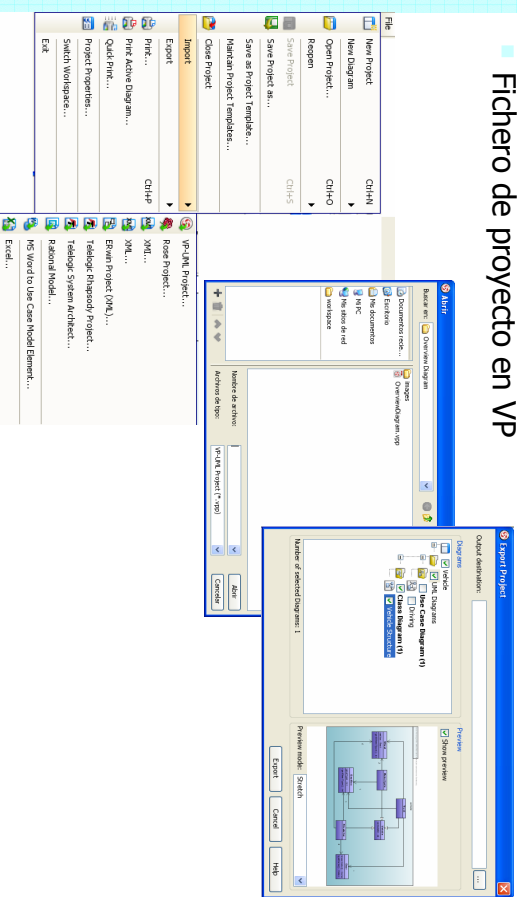 Fichero de proyecto en VP
File
New Project Ctrl+N
New Diagram
Open Project... Ctrl+O
Reopen
Save Project Ctrl+S
Save Project as...
Save as Project Template...
Maintain Project Templates...
Close Project
Import
Export
Print... Ctrl+P
Print Active Diagram...
Quick Print...
Project Properties...
Switch Workspace...
Exit
VP-UML Project...
Rose Project...
XMI...
XML...
ERwin Project (XML)...
Telelogic Rhapsody Project...
Telelogic System Architect...
Rational Model...
MS Word to Use Case Model Element...
Excel...
Abrir
Buscar en: Overview Diagram
Documentos recie...
Escritorio
Mis documentos
Mi PC
Mis sitios de red
workspace
images
OverviewDiagram.vpp
Nombre de archivo:
Archivos de tipo: VP-UML Project (*.vpp)
Abrir
Cancelar
Export Project
Output destination: ...
Diagrams
Vehicle
UML Diagrams
Use Case Diagram (1)
Driving
Class Diagram (1)
Vehicle Structure
Number of selected Diagrams: 1
Preview
Show preview
Preview mode: Stretch
Export Cancel Help